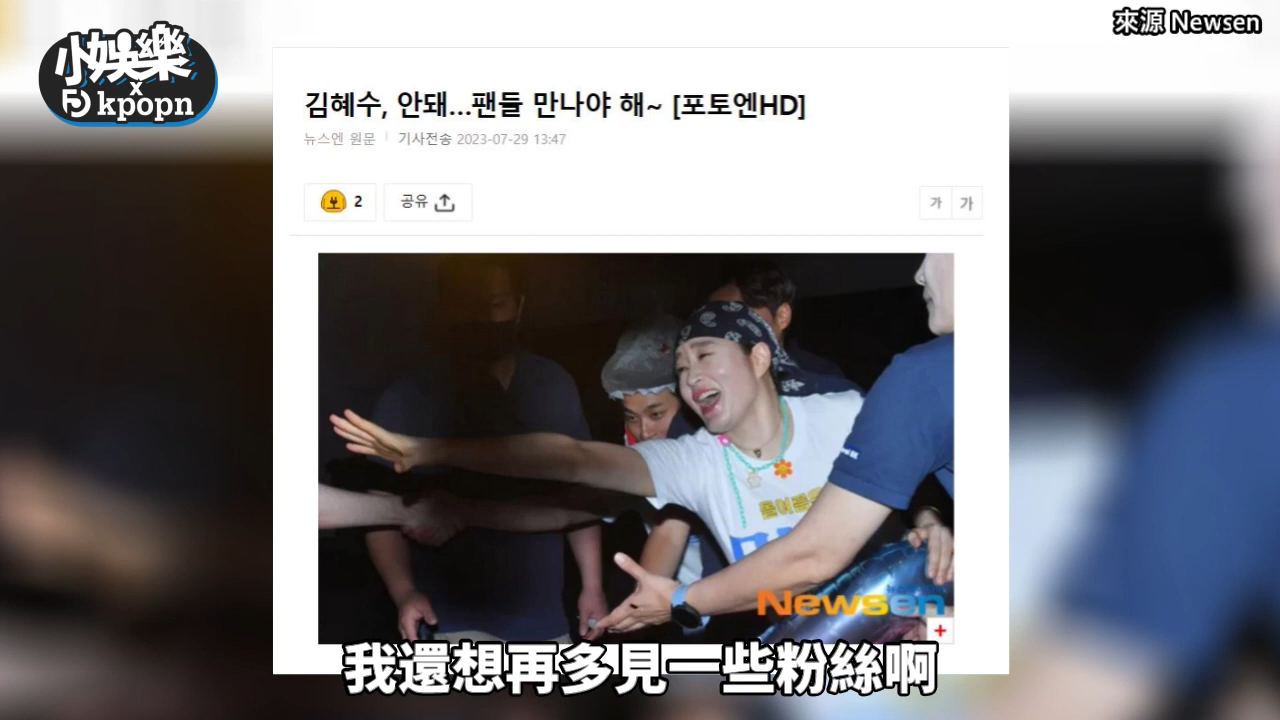 來源 Newsen
小娛樂
x
kpopn
김혜수, 안돼...팬들 만나야 해~ [포토엔HD]
뉴스엔 원문 기사전송 2023-07-29 13:47
2 공유 가 가
Newsen
我還想再多見一些粉絲啊